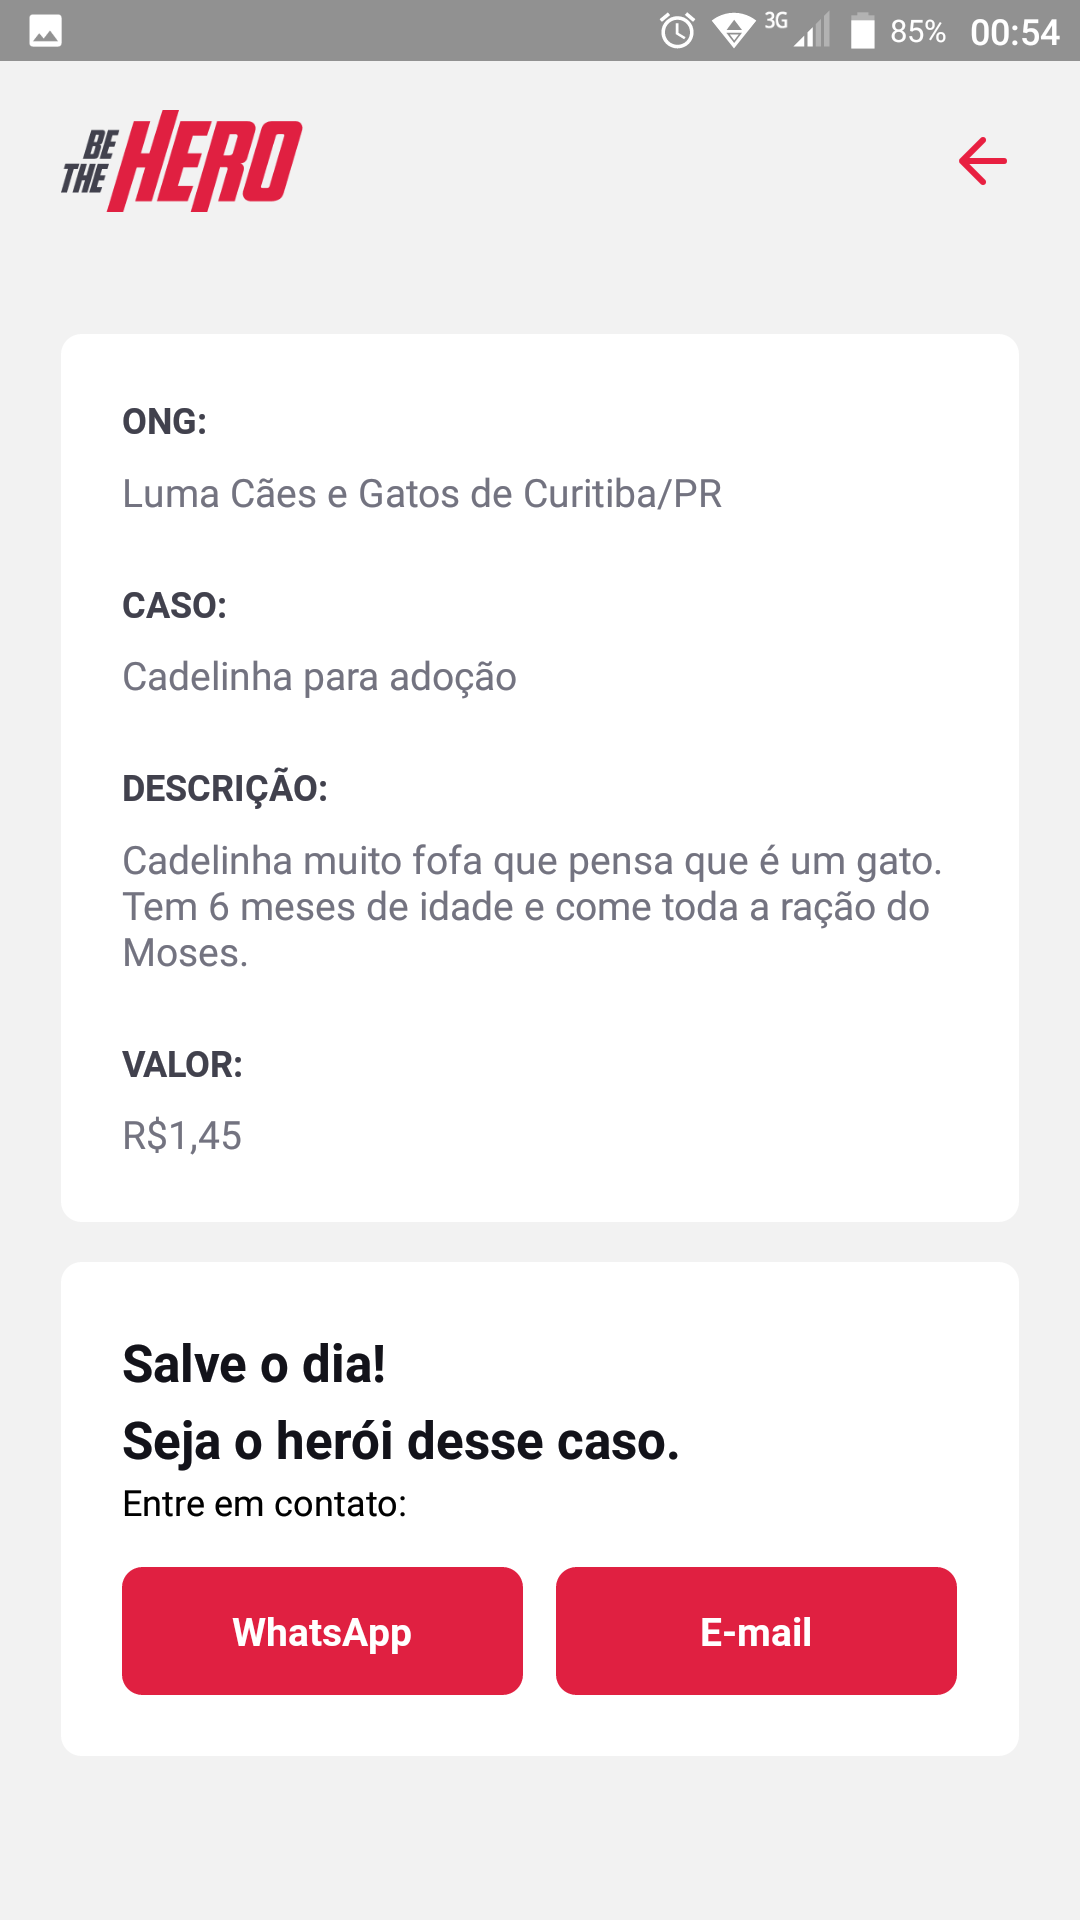 3G 85% 00:54
BE THE HERO
ONG:
Luma Cães e Gatos de Curitiba/PR
CASO:
Cadelinha para adoção
DESCRIÇÃO:
Cadelinha muito fofa que pensa que é um gato.
Tem 6 meses de idade e come toda a ração do
Moses.
VALOR:
R$1,45
Salve o dia!
Seja o herói desse caso.
Entre em contato:
WhatsApp E-mail